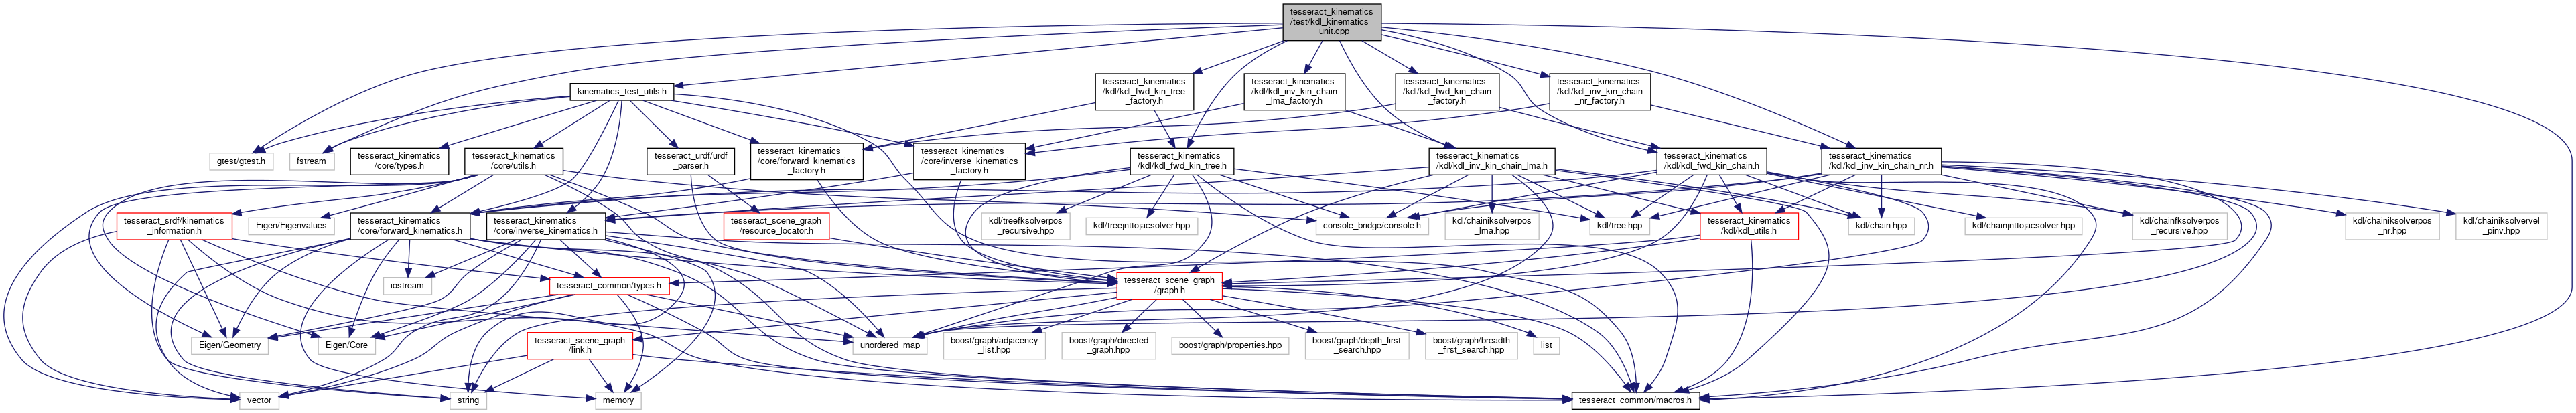 tesseract_kinematics
/test/kdl_kinematics
_unit.cpp
kinematics_test_utils.h
tesseract_kinematics
/kdl/kdl_fwd_kin_tree
_factory.h
tesseract_kinematics
/kdl/kdl_inv_kin_chain
_lma_factory.h
tesseract_kinematics
/kdl/kdl_fwd_kin_chain
_factory.h
tesseract_kinematics
/kdl/kdl_inv_kin_chain
_nr_factory.h
gtest/gtest.h
fstream
tesseract_kinematics
/core/types.h
tesseract_kinematics
/core/utils.h
tesseract_urdf/urdf
_parser.h
tesseract_kinematics
/core/forward_kinematics
_factory.h
tesseract_kinematics
/core/inverse_kinematics
_factory.h
tesseract_kinematics
/kdl/kdl_fwd_kin_tree.h
tesseract_kinematics
/kdl/kdl_inv_kin_chain_lma.h
tesseract_kinematics
/kdl/kdl_fwd_kin_chain.h
tesseract_kinematics
/kdl/kdl_inv_kin_chain_nr.h
tesseract_srdf/kinematics
_information.h
Eigen/Eigenvalues
tesseract_kinematics
/core/forward_kinematics.h
tesseract_kinematics
/core/inverse_kinematics.h
tesseract_scene_graph
/resource_locator.h
kdl/treefksolverpos
_recursive.hpp
kdl/treejnttojacsolver.hpp
console_bridge/console.h
kdl/chainiksolverpos
_lma.hpp
kdl/tree.hpp
tesseract_kinematics
/kdl/kdl_utils.h
kdl/chain.hpp
kdl/chainjnttojacsolver.hpp
kdl/chainfksolverpos
_recursive.hpp
kdl/chainiksolverpos
_nr.hpp
kdl/chainiksolvervel
_pinv.hpp
iostream
tesseract_common/types.h
tesseract_scene_graph
/graph.h
Eigen/Geometry
Eigen/Core
tesseract_scene_graph
/link.h
unordered_map
boost/graph/adjacency
_list.hpp
boost/graph/directed
_graph.hpp
boost/graph/properties.hpp
boost/graph/depth_first
_search.hpp
boost/graph/breadth
_first_search.hpp
list
vector
string
memory
tesseract_common/macros.h